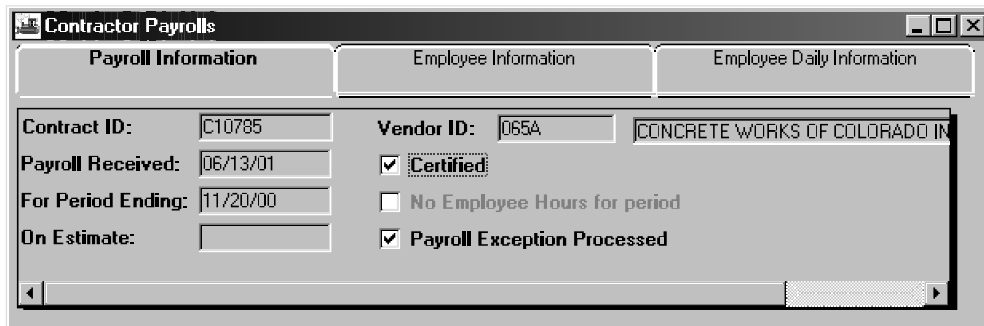 Contractor Payrolls
Payroll Information Employee Information Employee Daily Information
Contract ID: C10785 Vendor ID: 065A CONCRETE WORKS OF COLORADO IN
Payroll Received: 06/13/01 Certified
For Period Ending: 11/20/00 No Employee Hours for period
On Estimate: Payroll Exception Processed